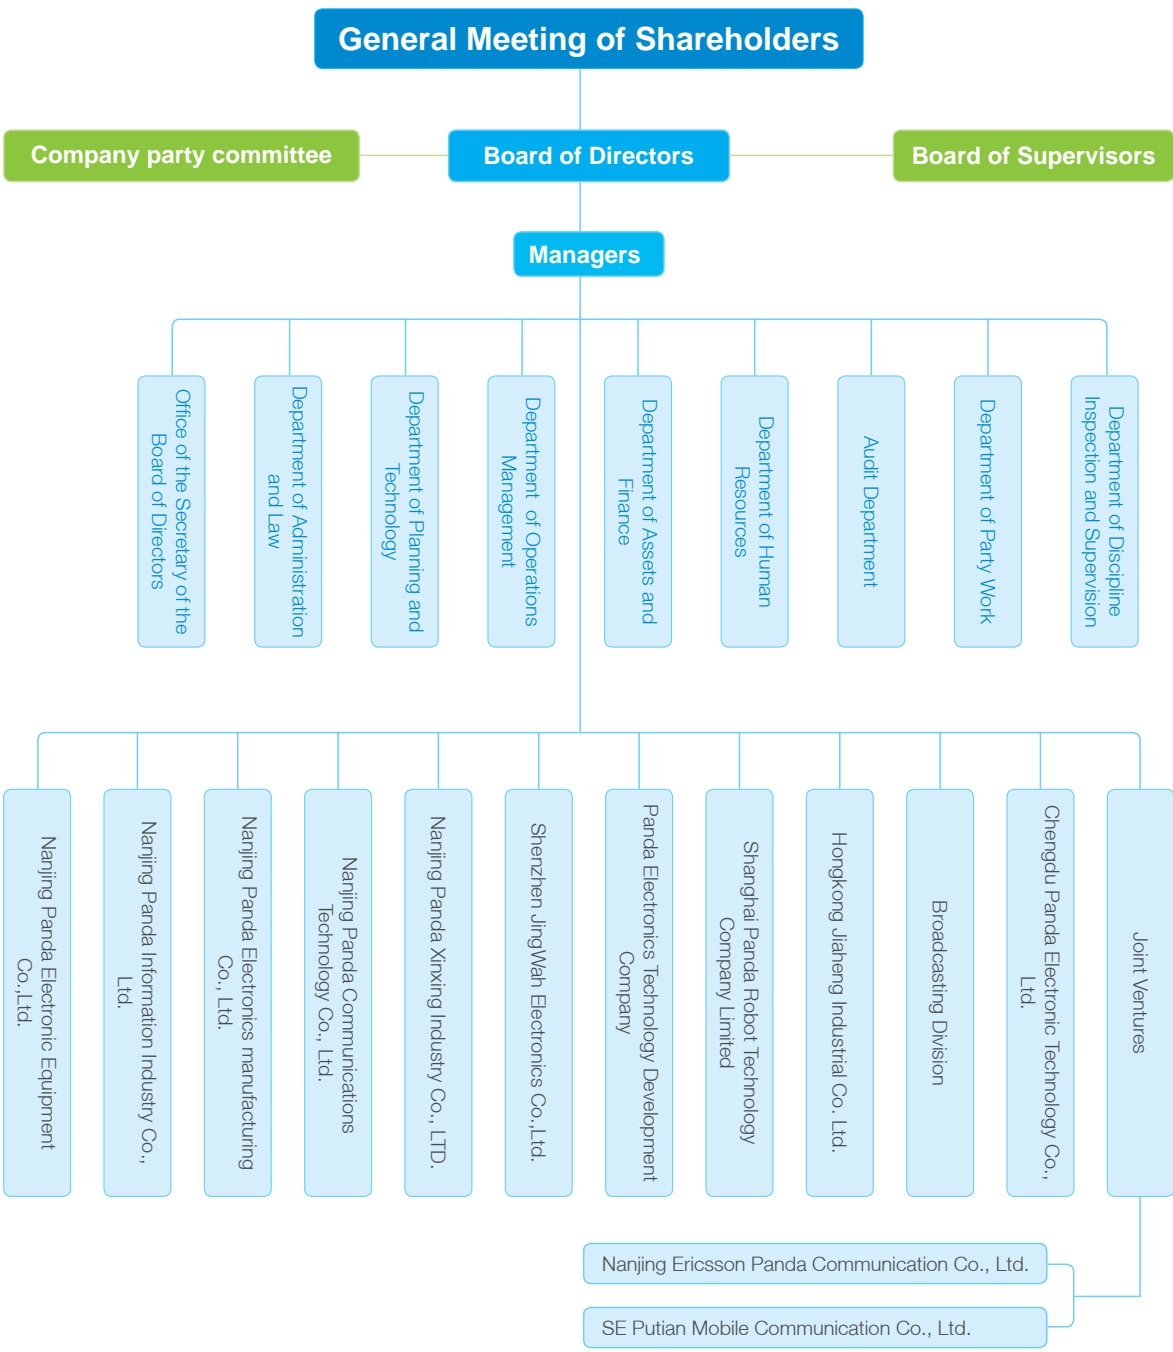 General Meeting of Shareholders
Company party committee
Board of Directors
Board of Supervisors
Managers
Office of the Secretary of the
Board of Directors
Department of Administration
and Law
Department of Planning and
Technology
Department of Operations
Management
Department of Assets and
Finance
Department of Human
Resources
Audit Department
Department of Party Work
Department of Discipline
Inspection and Supervision
Nanjing Panda Electronic Equipment
Co.,Ltd.
Nanjing Panda Information Industry Co.,
Ltd.
Nanjing Panda Electronics manufacturing
Co., Ltd.
Nanjing Panda Communications
Technology Co., Ltd.
Nanjing Panda Xinxing Industry Co., LTD.
Shenzhen JingWah Electronics Co.,Ltd.
Panda Electronics Technology Development
Company
Shanghai Panda Robot Technology
Company Limited
Hongkong Jiaheng Industrial Co. Ltd.
Broadcasting Division
Chengdu Panda Electronic Technology Co.,
Ltd.
Joint Ventures
Nanjing Ericsson Panda Communication Co., Ltd.
SE Putian Mobile Communication Co., Ltd.